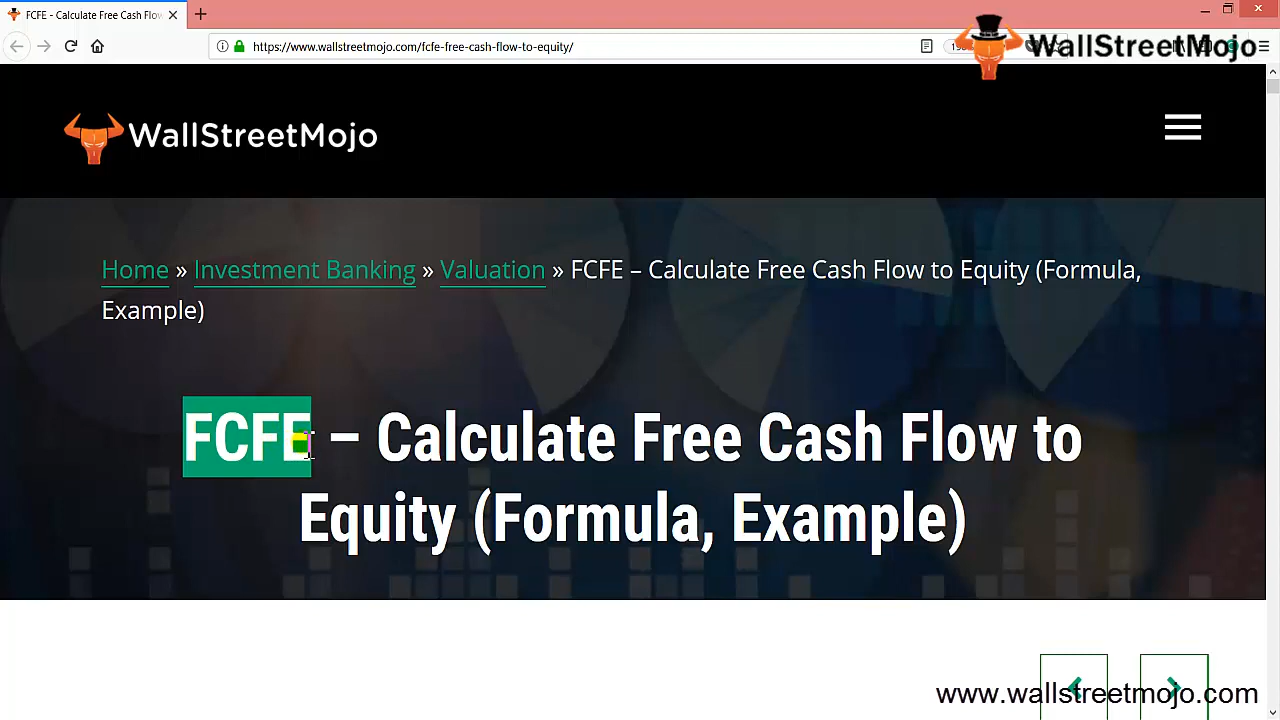 FCFE - Calculate Free Cash Flow
https://www.wallstreetmojo.com/fcfe-free-cash-flow-to-equity/
WallStreetMojo
WallStreetMojo
Home » Investment Banking » Valuation » FCFE – Calculate Free Cash Flow to Equity (Formula,
Example)
FCFE – Calculate Free Cash Flow to
Equity (Formula, Example)
www.wallstreetmojo.com